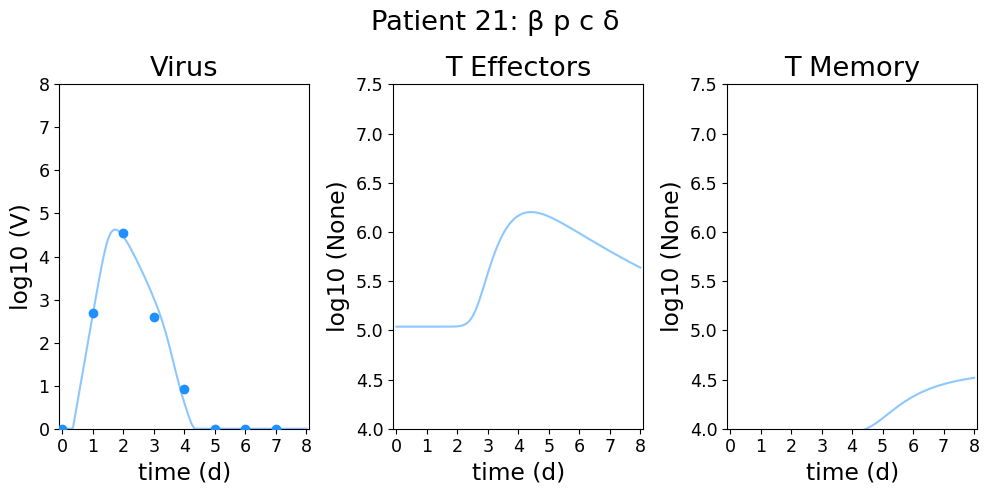 Patient 21: β p c δ
Virus
log10 (V)
8
7
6
5
4
3
2
1
0
0 1 2 3 4 5 6 7 8
time (d)
T Effectors
log10 (None)
7.5
7.0
6.5
6.0
5.5
5.0
4.5
4.0
0 1 2 3 4 5 6 7 8
time (d)
T Memory
log10 (None)
7.5
7.0
6.5
6.0
5.5
5.0
4.5
4.0
0 1 2 3 4 5 6 7 8
time (d)